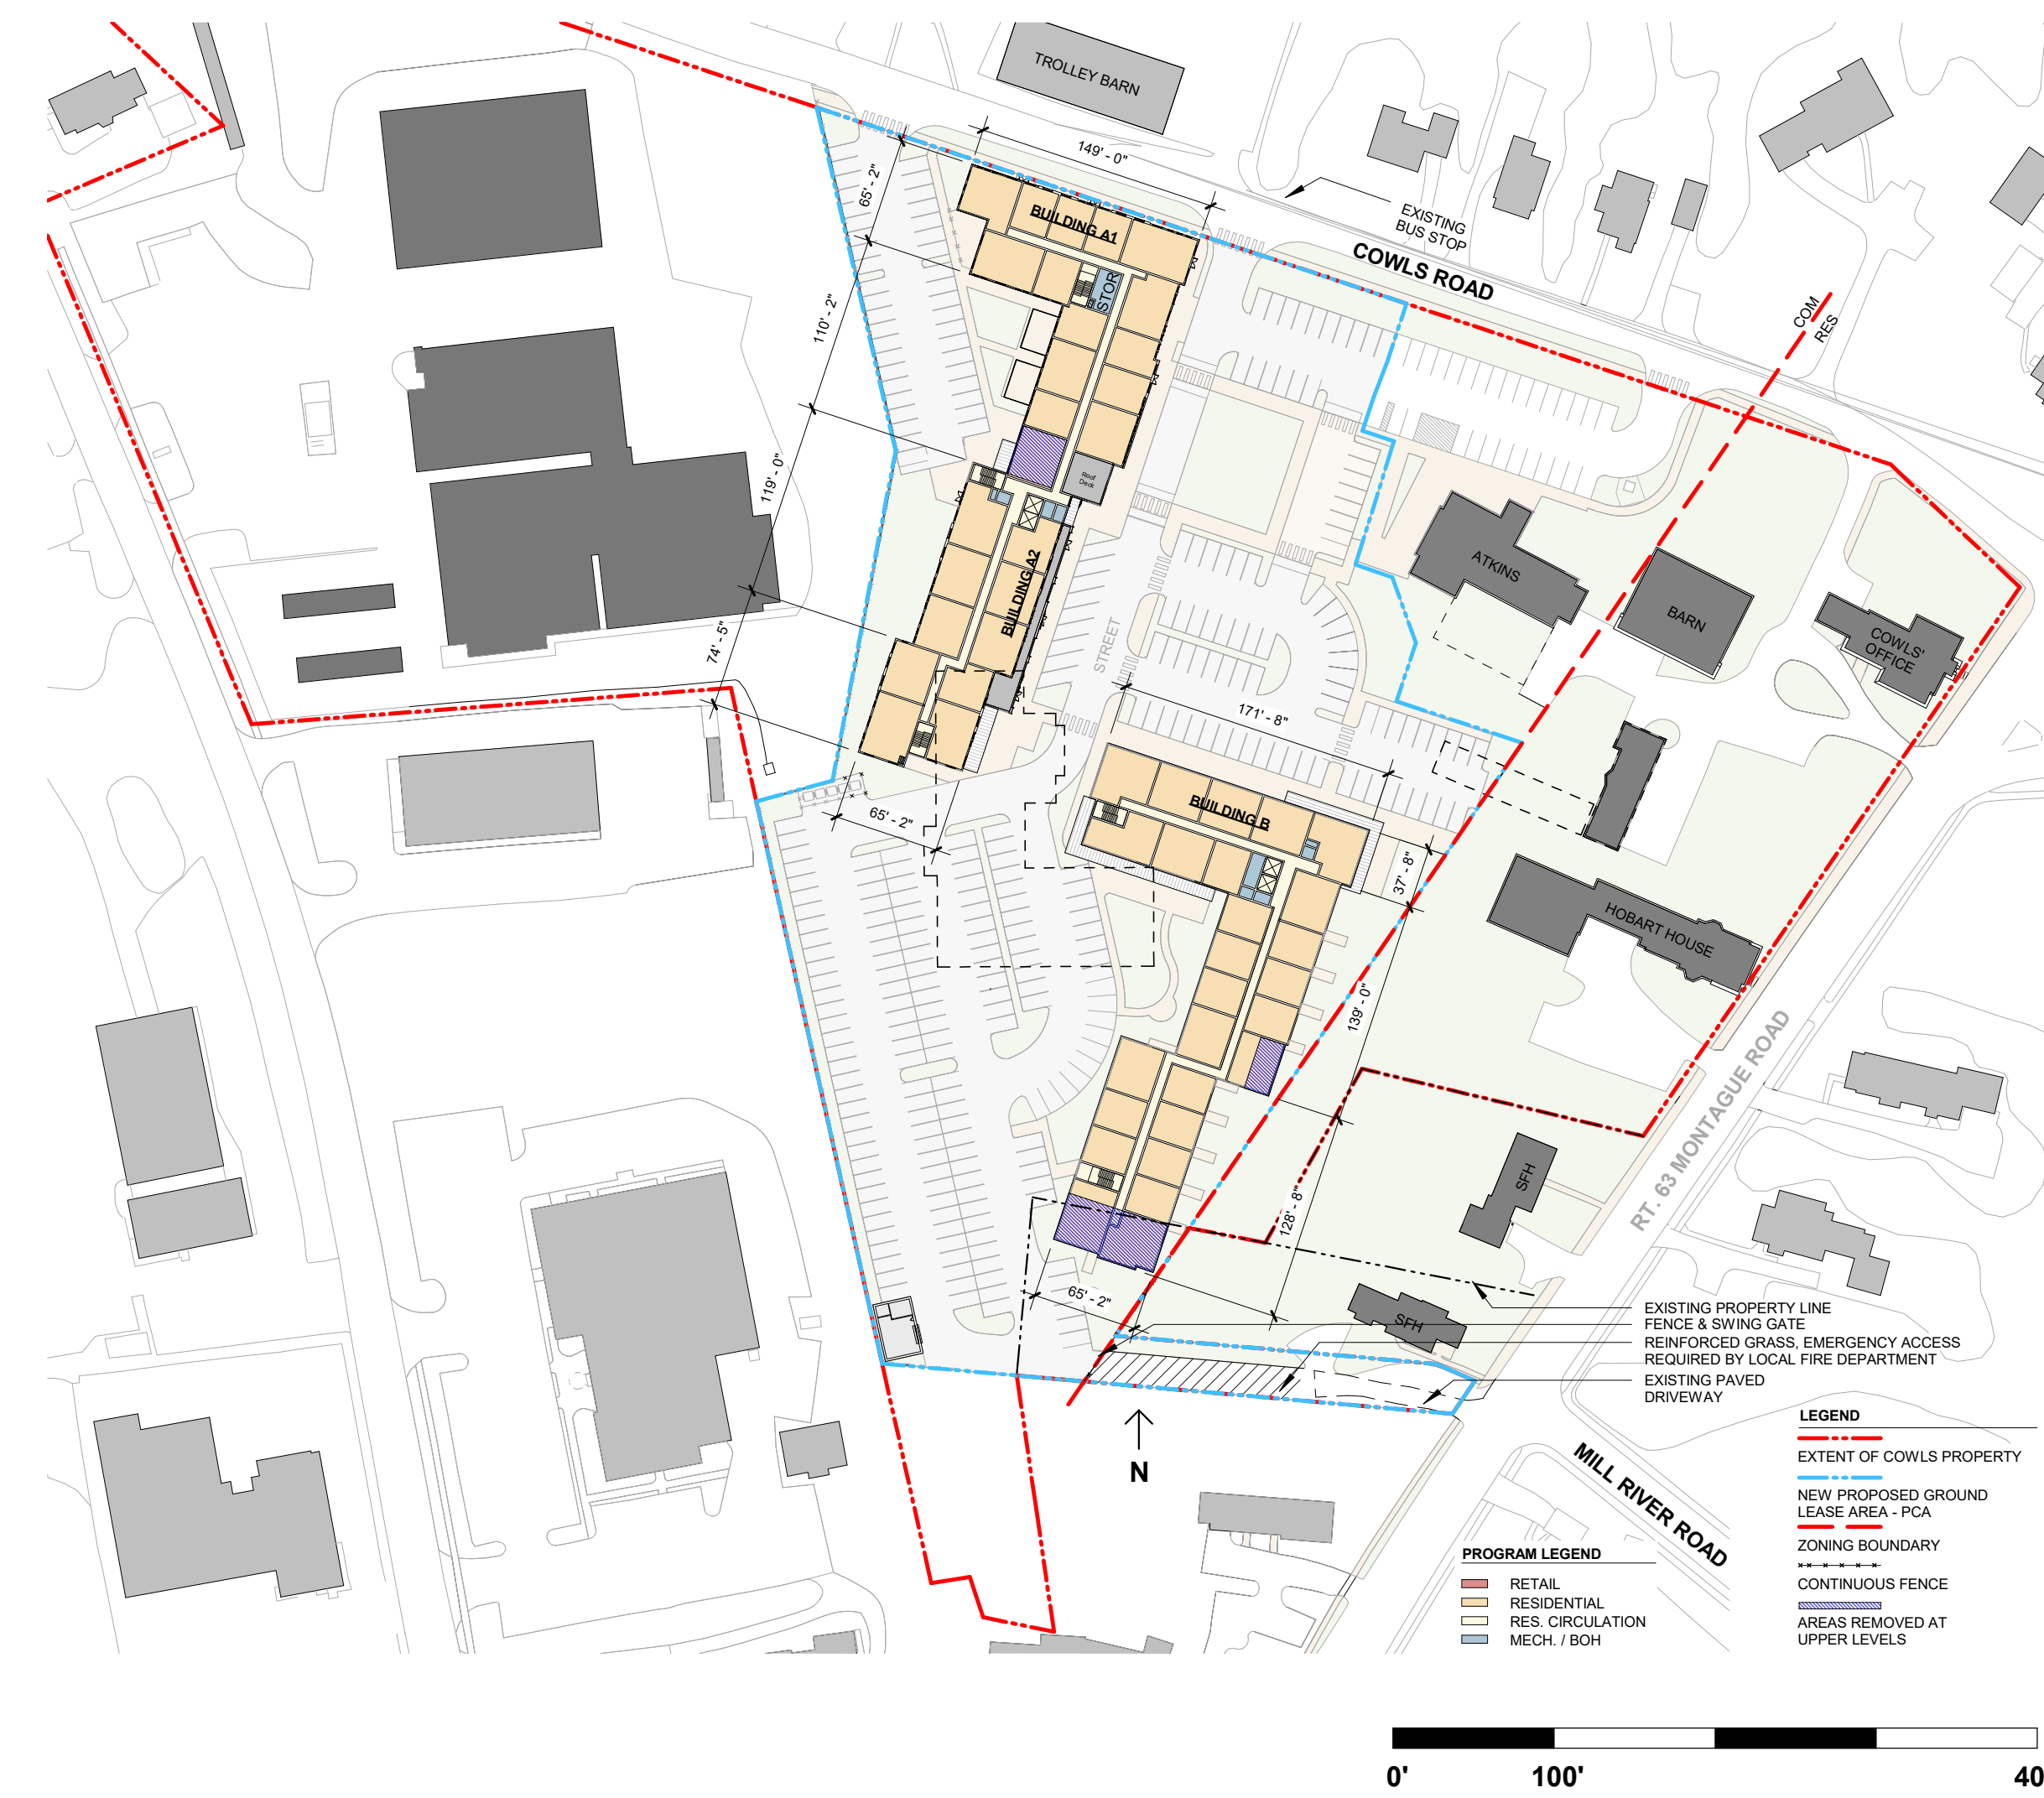 TROLLEY BARN
149' - 0"
65' - 2"
BUILDING A1
EXISTING
BUS STOP
COWLS ROAD
STOR
COM
RES
110' - 2"
Roof
Deck
119' - 0"
BUILDING A2
ATKINS
BARN
COWLS'
OFFICE
STREET
74' - 5"
171' - 8"
BUILDING B
65' - 2"
37' - 8"
HOBART HOUSE
139' - 0"
RT. 63 MONTAGUE ROAD
SFH
128' - 8"
65' - 2"
SFH
EXISTING PROPERTY LINE
FENCE & SWING GATE
REINFORCED GRASS, EMERGENCY ACCESS
REQUIRED BY LOCAL FIRE DEPARTMENT
EXISTING PAVED
DRIVEWAY
N
MILL RIVER ROAD
LEGEND
EXTENT OF COWLS PROPERTY
NEW PROPOSED GROUND
LEASE AREA - PCA
ZONING BOUNDARY
CONTINUOUS FENCE
AREAS REMOVED AT
UPPER LEVELS
PROGRAM LEGEND
RETAIL
RESIDENTIAL
RES. CIRCULATION
MECH. / BOH
0' 100' 40